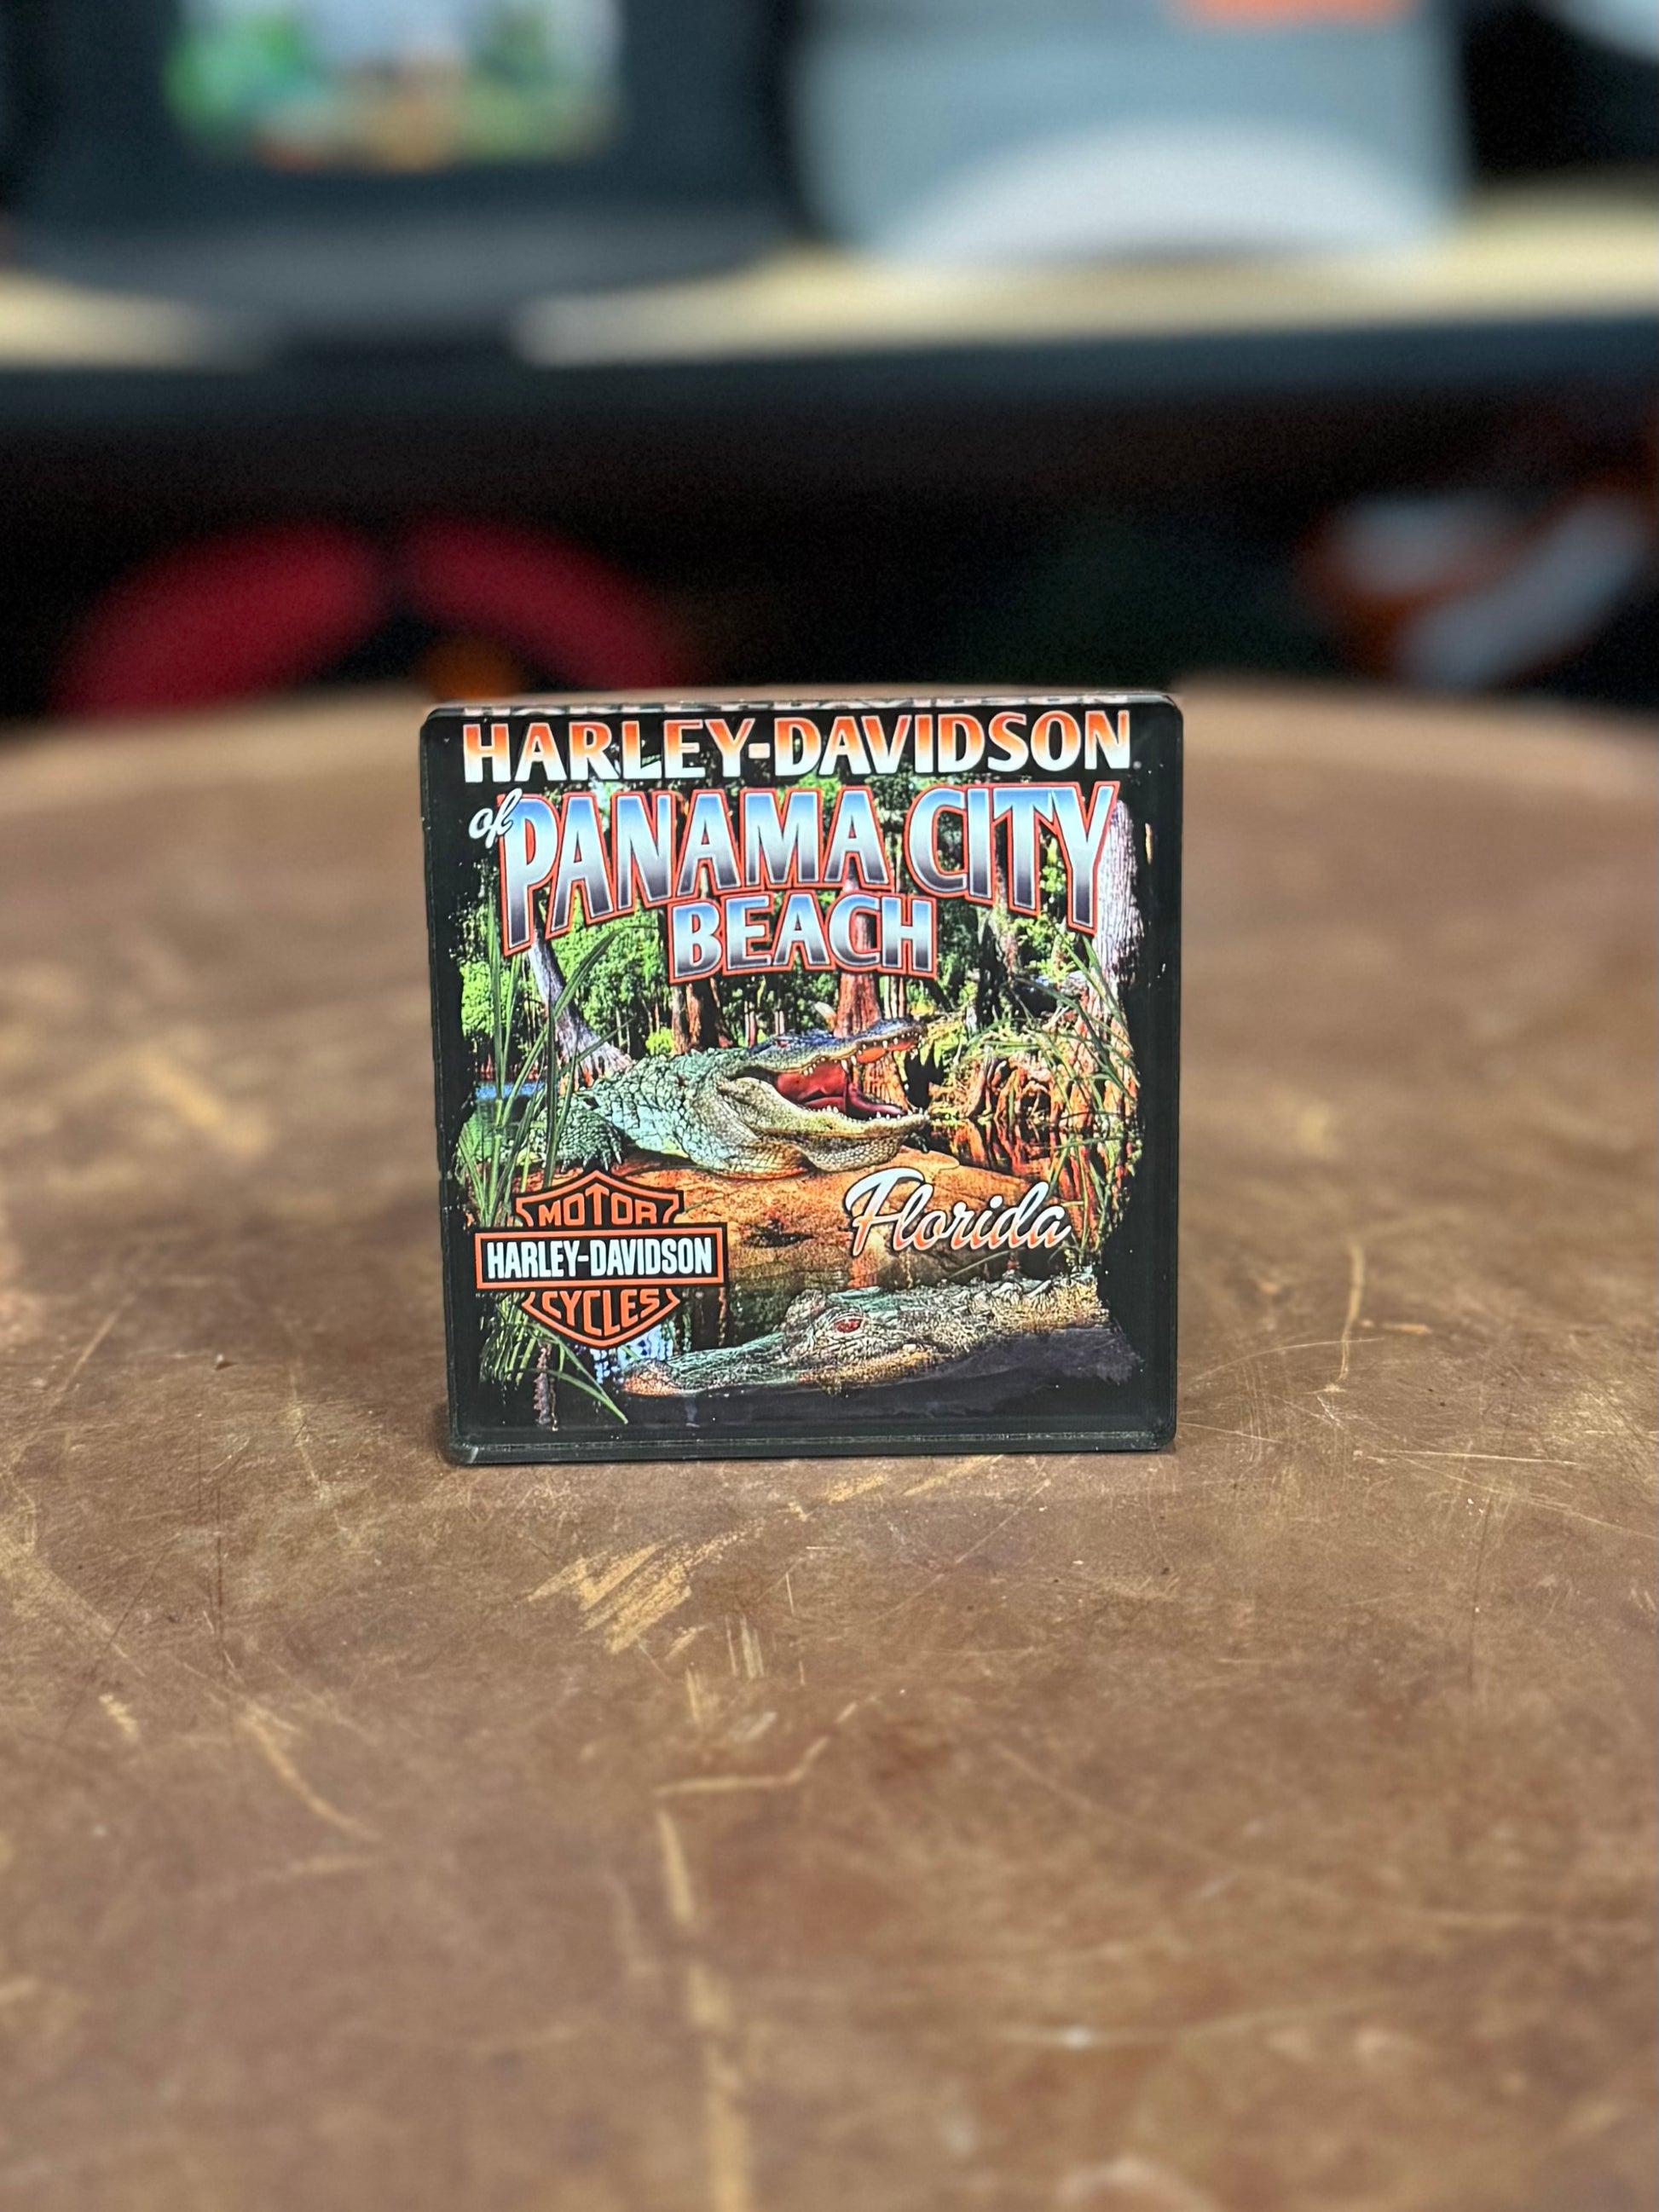 HARLEY-DAVIDSON
of PANAMA CITY
BEACH
Florida
MOTOR
HARLEY-DAVIDSON
CYCLES